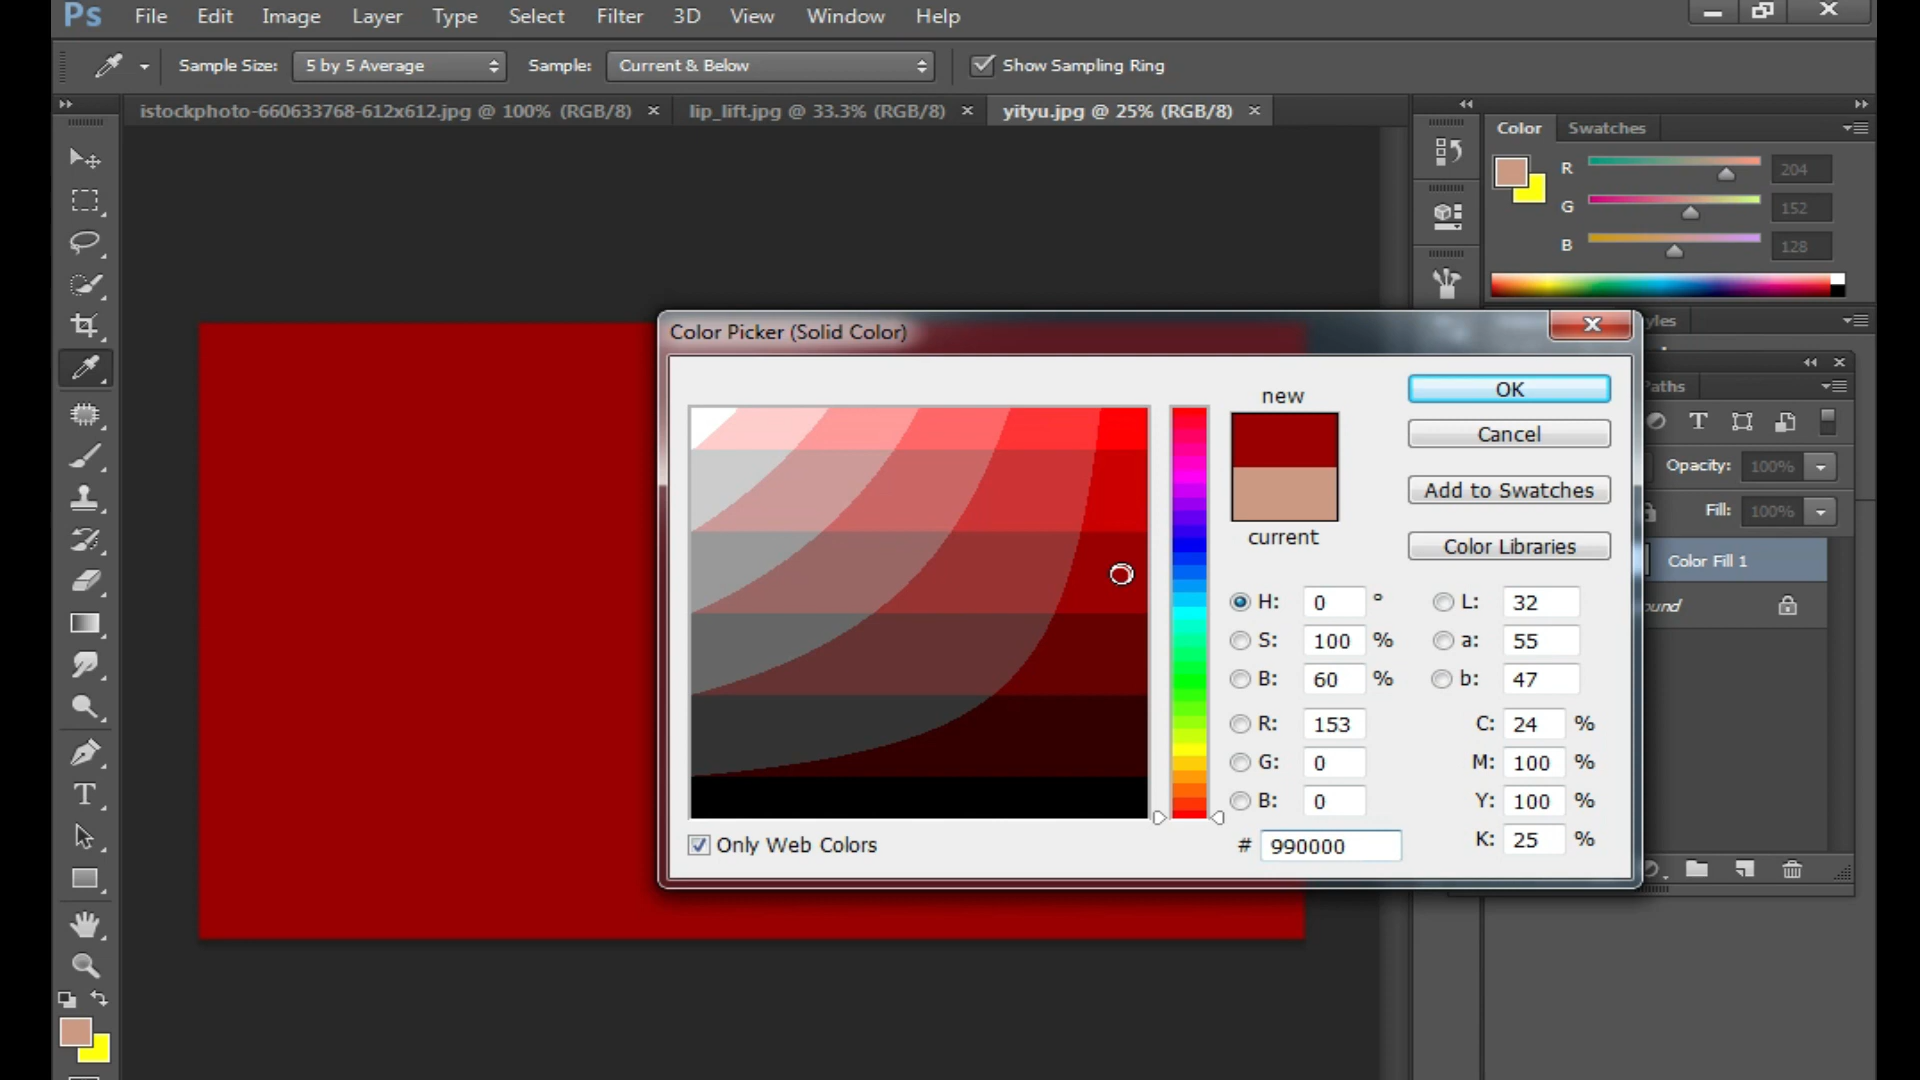 Ps File Edit Image Layer Type Select Filter 3D View Window Help
Sample Size: 5 by 5 Average Sample: Current & Below Show Sampling Ring
istockphoto-660633768-612x612.jpg @ 100% (RGB/8) × lip_lift.jpg @ 33.3% (RGB/8) × yityu.jpg @ 25% (RGB/8) ×
Color Swatches
R 204
G 152
B 128
yles
Color Picker (Solid Color)
aths
new
current
OK
Cancel
Add to Swatches
Color Libraries
H: 0 °
S: 100 %
B: 60 %
R: 153
G: 0
B: 0
# 990000
L: 32
a: 55
b: 47
C: 24 %
M: 100 %
Y: 100 %
K: 25 %
Only Web Colors
T
Opacity: 100%
Fill: 100%
Color Fill 1
ound
T